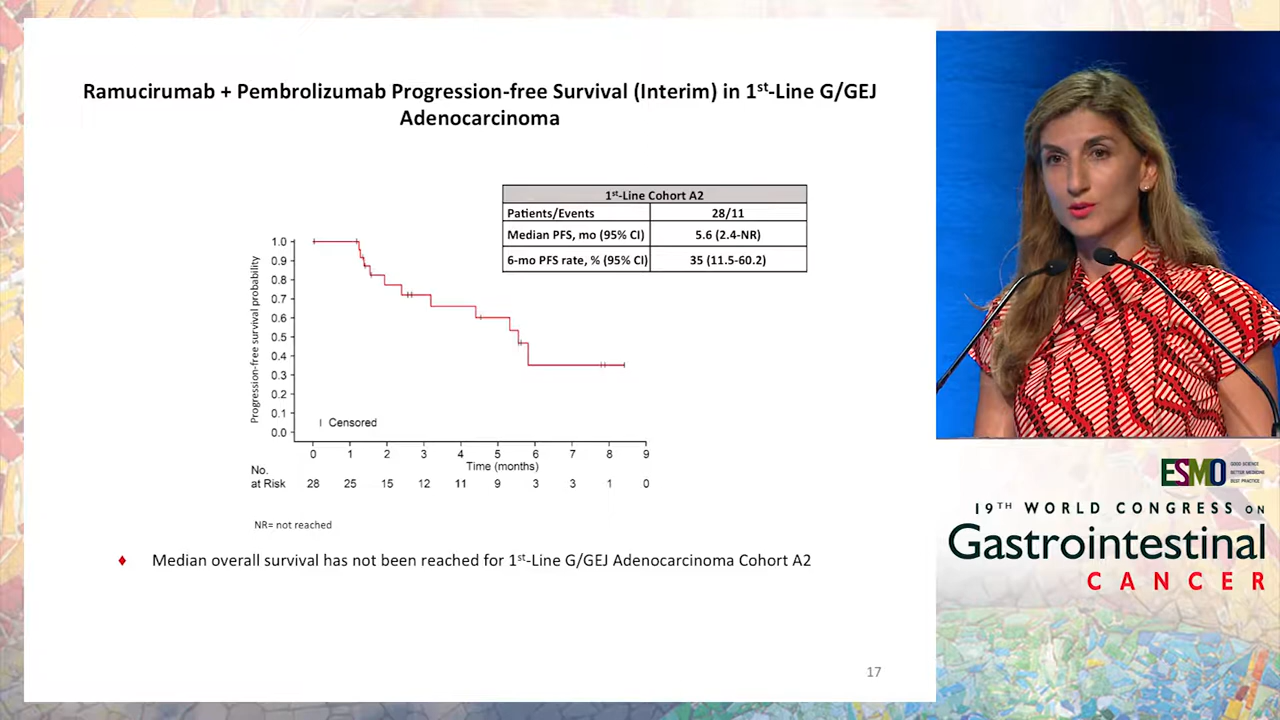 Ramucirumab + Pembrolizumab Progression-free Survival (Interim) in 1st-Line G/GEJ
Adenocarcinoma
1st-Line Cohort A2
Patients/Events 28/11
Median PFS, mo (95% CI) 5.6 (2.4-NR)
6-mo PFS rate, % (95% CI) 35 (11.5-60.2)
Progression-free survival probability
1.0
0.9
0.8
0.7
0.6
0.5
0.4
0.3
0.2
0.1
0.0
Censored
0 1 2 3 4 5 6 7 8 9
Time (months)
No.
at Risk 28 25 15 12 11 9 3 3 1 0
NR= not reached
Median overall survival has not been reached for 1st-Line G/GEJ Adenocarcinoma Cohort A2
17
ESMO
GOOD SCIENCE
BETTER MEDICINE
BEST PRACTICE
19TH WORLD CONGRESS ON
Gastrointestinal
CANCER